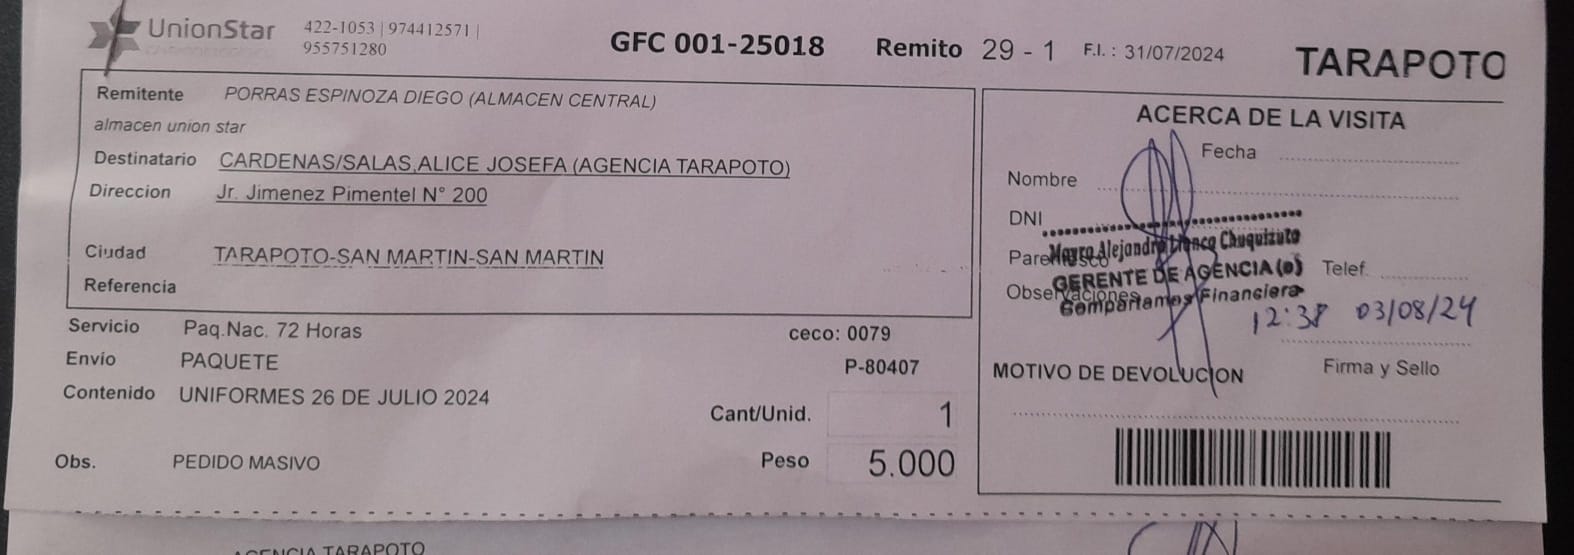 UnionStar
422-1053 | 974412571 |
955751280
GFC 001-25018
Remito 29 - 1
F.I. : 31/07/2024
TARAPOTO
Remitente PORRAS ESPINOZA DIEGO (ALMACEN CENTRAL)
almacen union star
Destinatario CARDENAS/SALAS,ALICE JOSEFA (AGENCIA TARAPOTO)
Direccion Jr. Jimenez Pimentel N° 200
Ciudad TARAPOTO-SAN MARTIN-SAN MARTIN
Referencia
Servicio Paq.Nac. 72 Horas
ceco: 0079
Envio PAQUETE
P-80407
Contenido UNIFORMES 26 DE JULIO 2024
Cant/Unid. 1
Obs. PEDIDO MASIVO
Peso 5.000
ACERCA DE LA VISITA
Fecha
Nombre
DNI
Alejandro Chuquizuta
GERENTE DE AGENCIA(e)
Telef.
Observaciones
Compartamos Financiera
12:38 03/08/24
Firma y Sello
MOTIVO DE DEVOLUCION
AGENCIA TARAPOTO